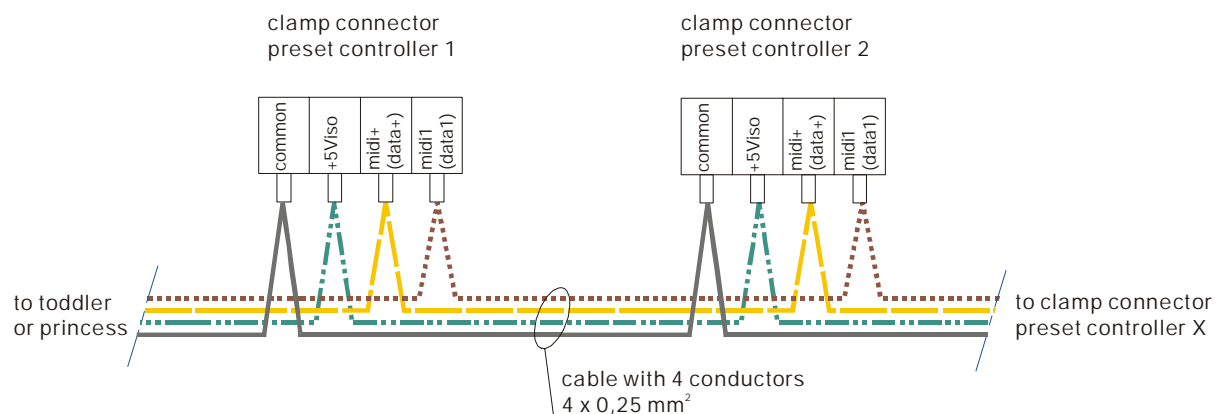 clamp connector
preset controller 1
clamp connector
preset controller 2
common
+5Viso
midi+
(data+)
midi1
(data1)
common
+5Viso
midi+
(data+)
midi1
(data1)
to toddler
or princess
to clamp connector
preset controller X
cable with 4 conductors
4 x 0,25 mm²